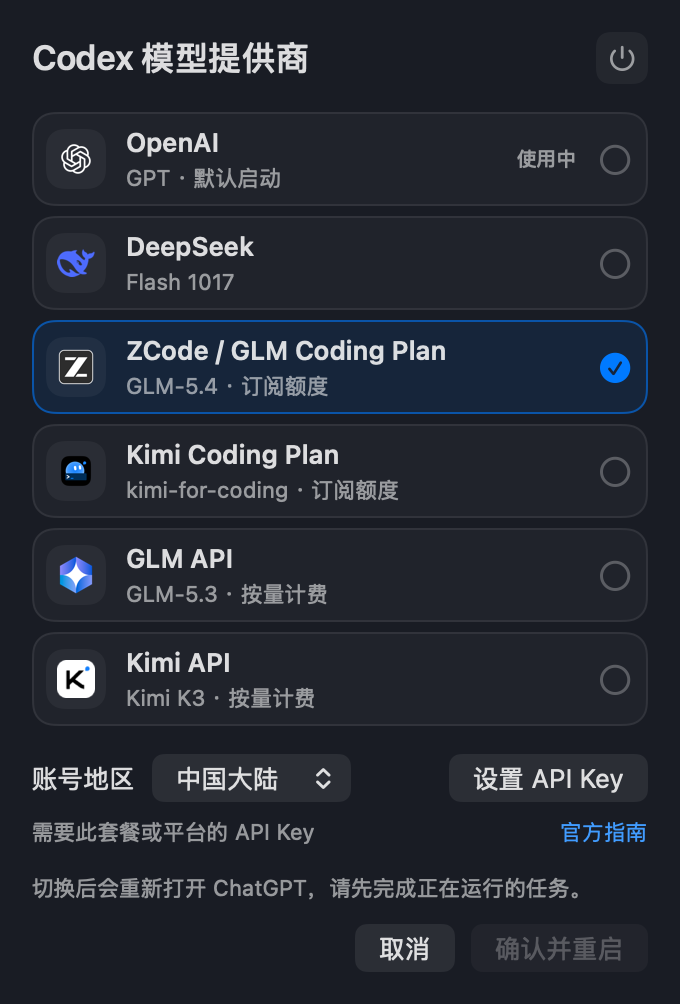 Codex 模型提供商
OpenAI
GPT · 默认启动
使用中
DeepSeek
Flash 1017
ZCode / GLM Coding Plan
GLM-5.4 · 订阅额度
Kimi Coding Plan
kimi-for-coding · 订阅额度
GLM API
GLM-5.3 · 按量计费
Kimi API
Kimi K3 · 按量计费
账号地区 中国大陆 设置 API Key
需要此套餐或平台的 API Key 官方指南
切换后会重新打开 ChatGPT，请先完成正在运行的任务。
取消 确认并重启